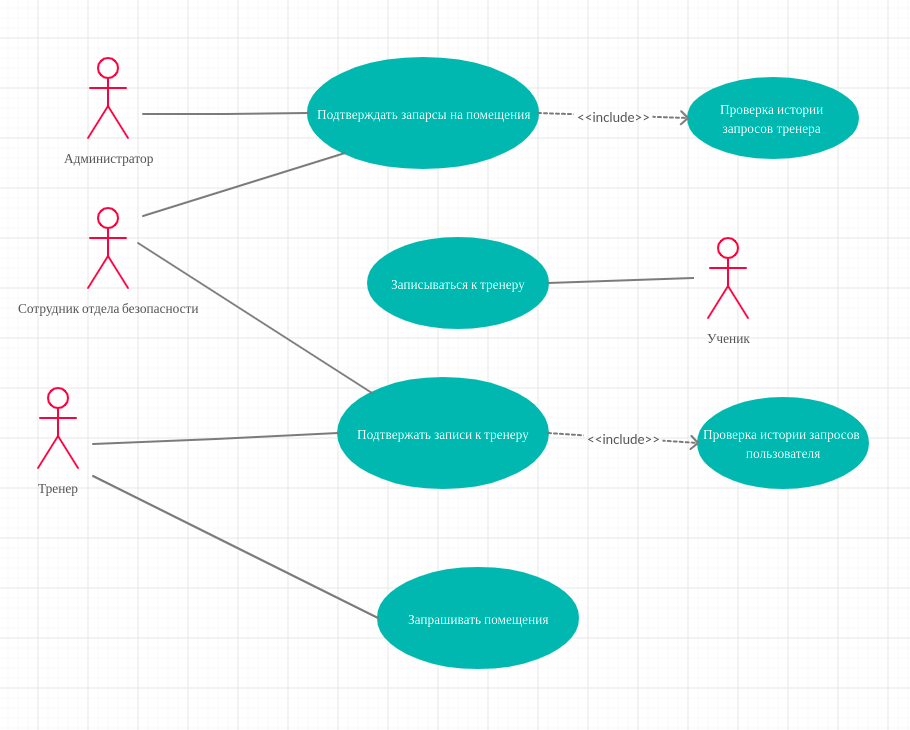 Подтверждать запарсы на помещения
<<include>>
Проверка истории
запросов тренера
Администратор
Записываться к тренеру
Сотрудник отдела безопасности
Ученик
Подтвержать записи к тренеру
<<include>>
Проверка истории запросов
пользователя
Тренер
Запрашивать помещения